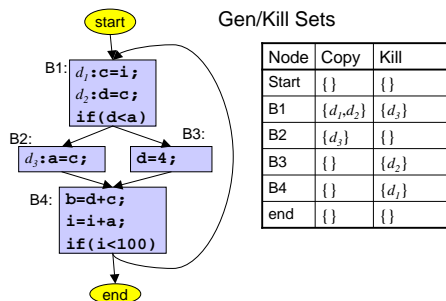 Gen/Kill Sets
start
B1:
d1:c=i;
d2:d=c;
if(d<a)
B2:
d3:a=c;
B3:
d=4;
B4:
b=d+c;
i=i+a;
if(i<100)
end
Node Copy Kill
Start {} {}
B1 {d1,d2} {d3}
B2 {d3} {}
B3 {} {d2}
B4 {} {d1}
end {} {}